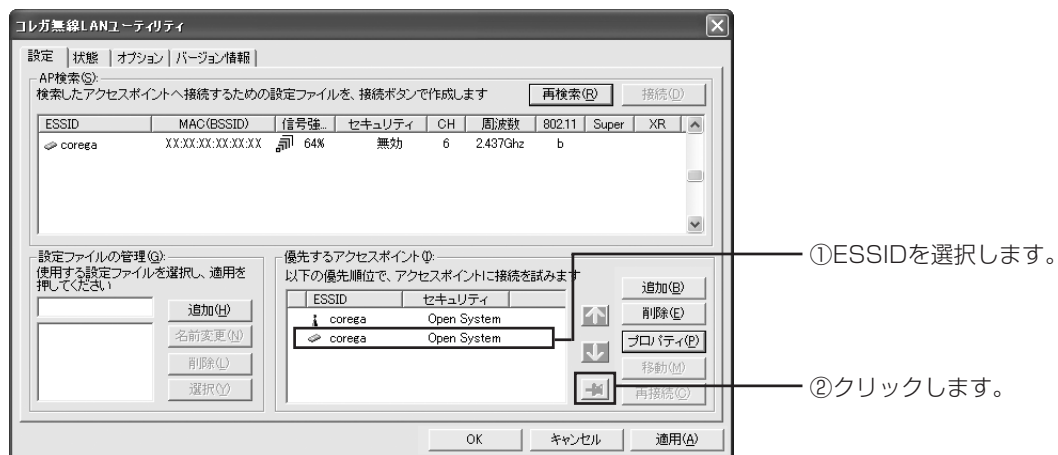 コレガ無線LANユーティリティ
設定 状態 オプション バージョン情報
AP検索(S):
検索したアクセスポイントへ接続するための設定ファイルを、接続ボタンで作成します 再検索(R) 接続(D)
ESSID MAC(BSSID) 信号強... セキュリティ CH 周波数 802.11 Super XR
corega XX:XX:XX:XX:XX:XX 64% 無効 6 2.437Ghz b
設定ファイルの管理(G):
使用する設定ファイルを選択し、適用を
押してください
追加(H)
名前変更(N)
削除(L)
選択(Y)
優先するアクセスポイント(I):
以下の優先順位で、アクセスポイントに接続を試みます
ESSID セキュリティ
corega Open System
corega Open System
追加(B)
削除(E)
プロパティ(P)
移動(M)
再接続(C)
①ESSIDを選択します。
②クリックします。
OK キャンセル 適用(A)